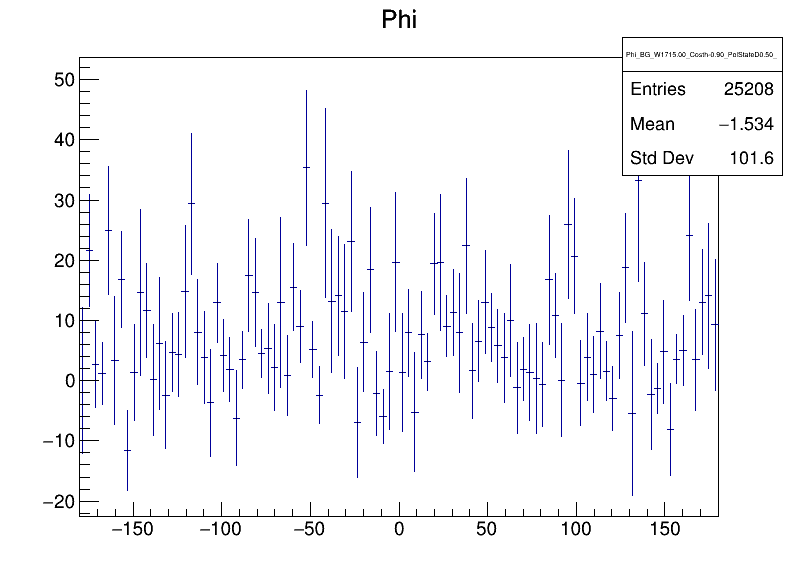 Phi
Phi_BG_W1715.00_Costh-0.90_PolStateD0.50_
Entries 25208
Mean −1.534
Std Dev 101.6
50
40
30
20
10
0
−10
−20
−150 −100 −50 0 50 100 150